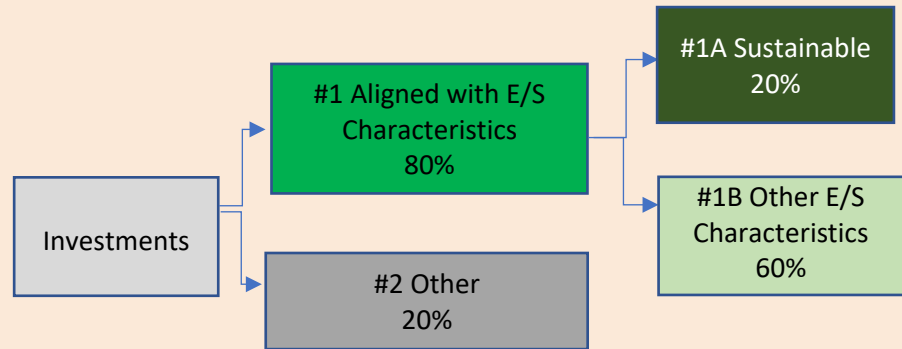 Investments
#1 Aligned with E/S
Characteristics
80%
#2 Other
20%
#1A Sustainable
20%
#1B Other E/S
Characteristics
60%